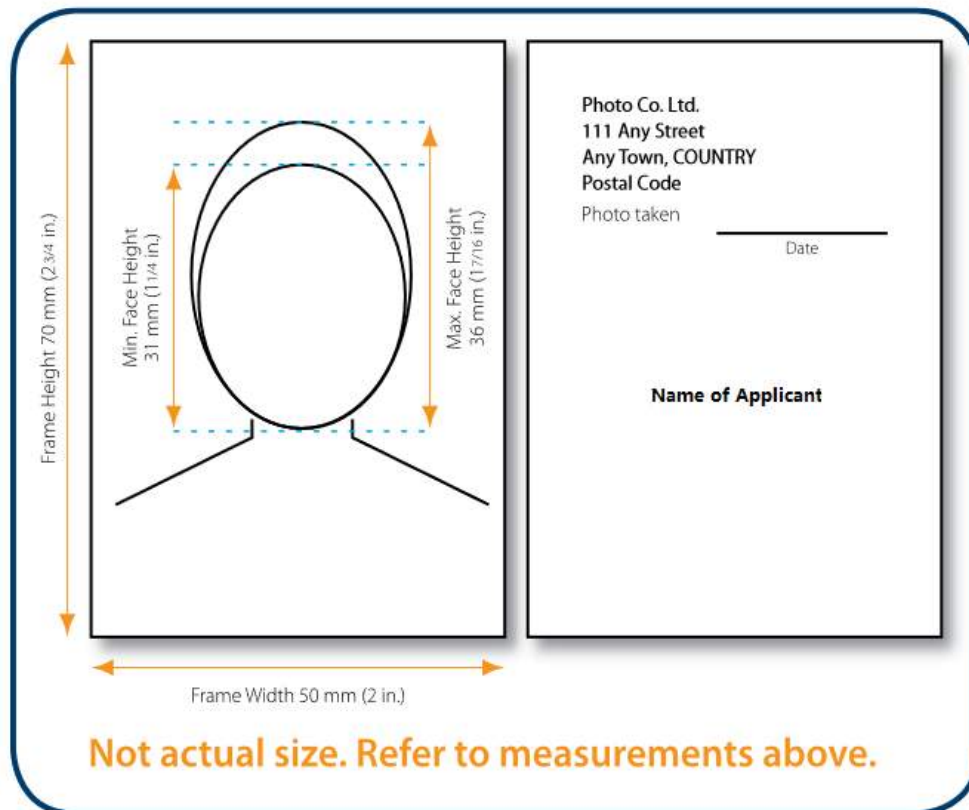 Frame Height 70 mm (2 3/4 in.)
Min. Face Height
31 mm (1 1/4 in.)
Max. Face Height
36 mm (1 7/16 in.)
Frame Width 50 mm (2 in.)
Photo Co. Ltd.
111 Any Street
Any Town, COUNTRY
Postal Code
Photo taken
Date
Name of Applicant
Not actual size. Refer to measurements above.